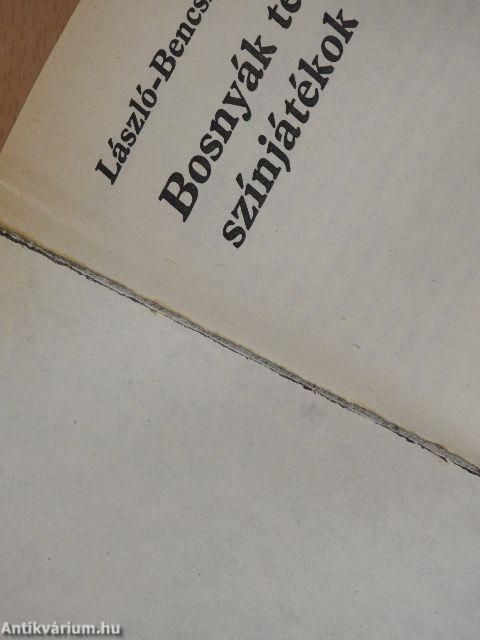 László-Bencs
Bosnyák te
színjátékok
Antikvárium.hu